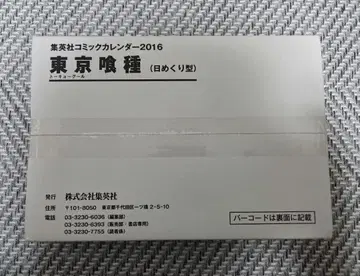 集英社コミックカレンダー2016
東京喰種（日めくり型）
トーキョーグール
発行 株式会社集英社
住所 〒101-8050 東京都千代田区一ツ橋2-5-10
電話 03-3230-6036（編集部）
03-3230-6393（販売部・書店専用）
03-3230-7755（読者係）
バーコードは裏面に記載